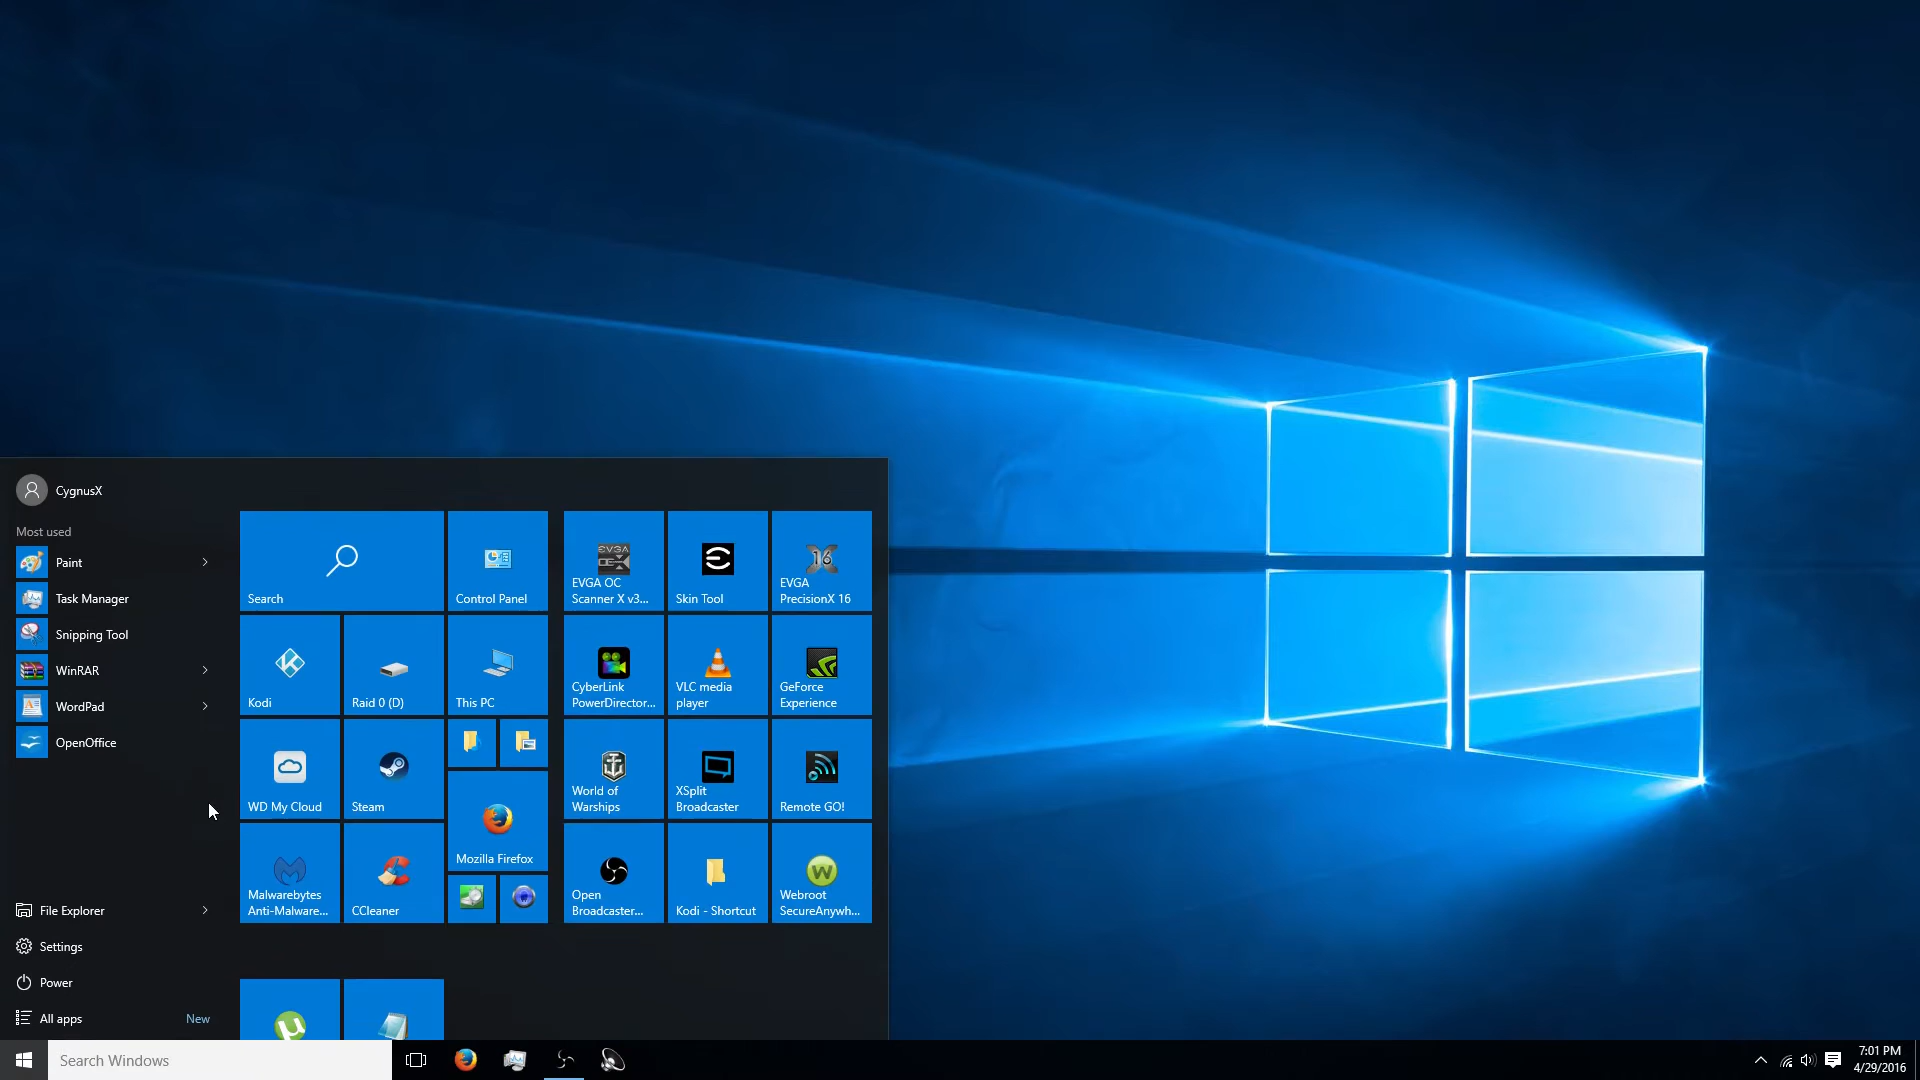 CygnusX
Most used
Paint
Task Manager
Snipping Tool
WinRAR
WordPad
OpenOffice
File Explorer
Settings
Power
All apps
New
Search
Control Panel
Kodi
Raid 0 (D)
This PC
WD My Cloud
Steam
Mozilla Firefox
Malwarebytes
Anti-Malware...
CCleaner
EVGA OC
Scanner X v3...
Skin Tool
EVGA
PrecisionX 16
CyberLink
PowerDirector...
VLC media
player
GeForce
Experience
World of
Warships
XSplit
Broadcaster
Remote GO!
Open
Broadcaster...
Kodi - Shortcut
Webroot
SecureAnywh...
Search Windows
7:01 PM
4/29/2016